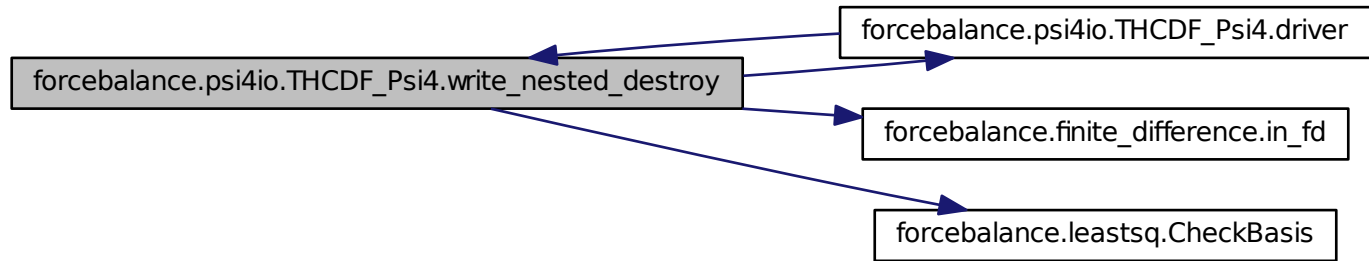 forcebalance.psi4io.THCDF_Psi4.driver
forcebalance.psi4io.THCDF_Psi4.write_nested_destroy
forcebalance.finite_difference.in_fd
forcebalance.leastsq.CheckBasis